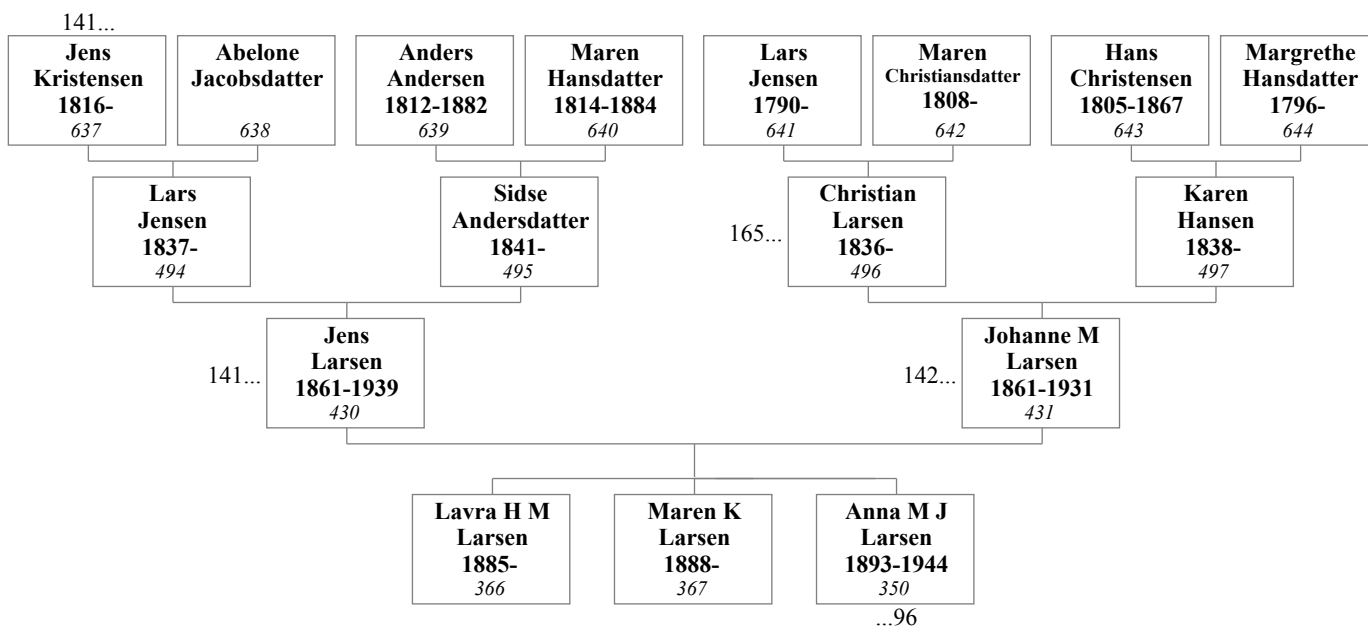 141...
Jens
Kristensen
1816-
637
Abelone
Jacobsdatter
638
Anders
Andersen
1812-1882
639
Maren
Hansdatter
1814-1884
640
Lars
Jensen
1790-
641
Maren
Christiansdatter
1808-
642
Hans
Christensen
1805-1867
643
Margrethe
Hansdatter
1796-
644
Lars
Jensen
1837-
494
Sidse
Andersdatter
1841-
495
165...
Christian
Larsen
1836-
496
Karen
Hansen
1838-
497
141...
Jens
Larsen
1861-1939
430
142...
Johanne M
Larsen
1861-1931
431
Lavra H M
Larsen
1885-
366
Maren K
Larsen
1888-
367
Anna M J
Larsen
1893-1944
350
...96